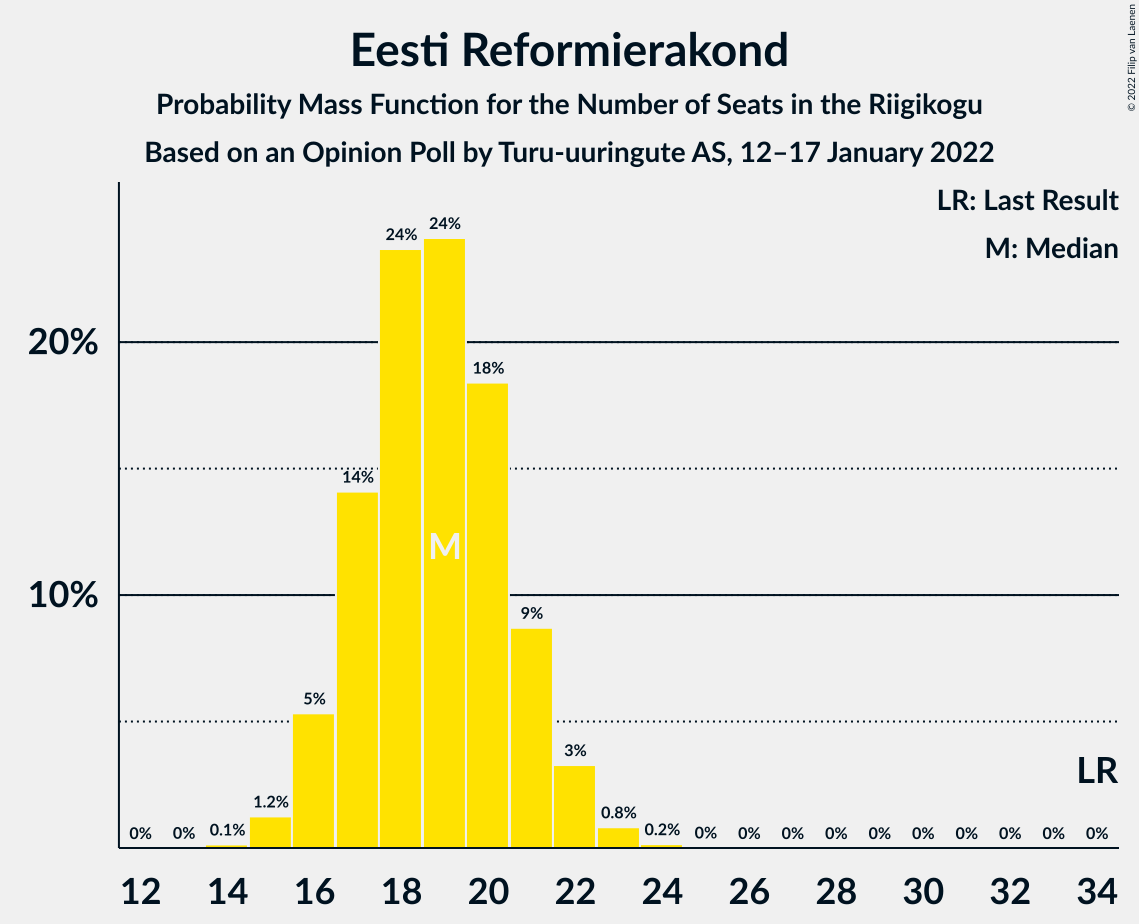 Eesti Reformierakond
Probability Mass Function for the Number of Seats in the Riigikogu
Based on an Opinion Poll by Turu-uuringute AS, 12–17 January 2022
© 2022 Filip van Laenen
LR: Last Result
M: Median
20%
10%
0% 0% 0.1% 1.2% 5% 14% 24% 24% 18% 9% 3% 0.8% 0.2% 0% 0% 0% 0% 0% 0% 0% 0% 0% 0%
M
LR
12 14 16 18 20 22 24 26 28 30 32 34